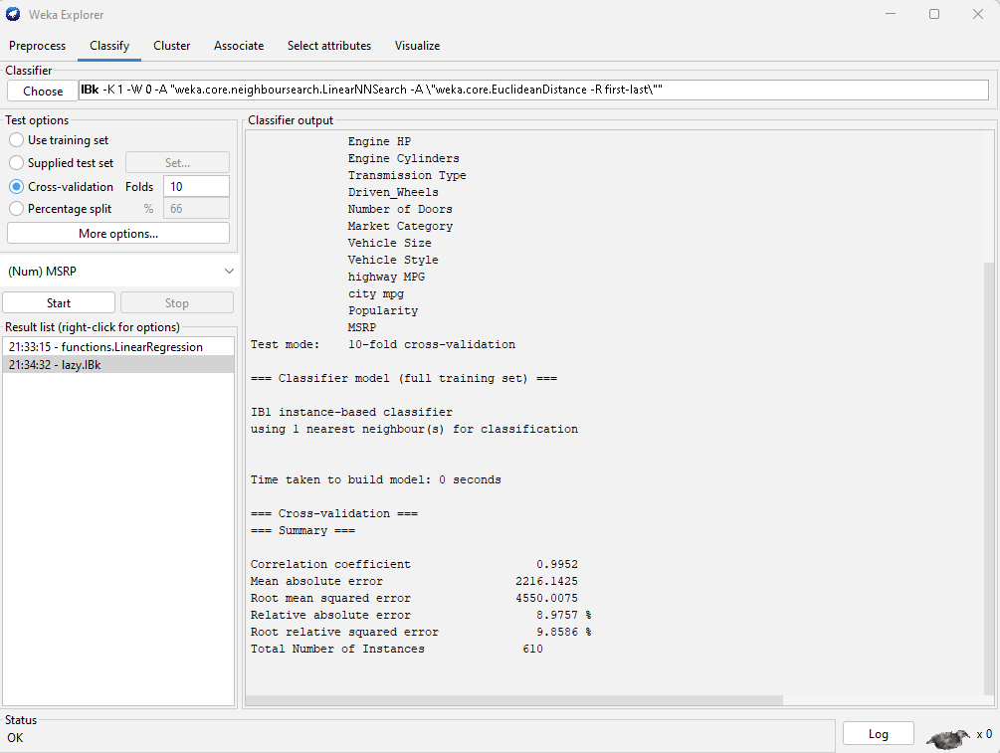 Weka Explorer
Preprocess Classify Cluster Associate Select attributes Visualize
Classifier
Choose IBk -K 1 -W 0 -A "weka.core.neighboursearch.LinearNNSearch -A \"weka.core.EuclideanDistance -R first-last\""
Test options
Use training set
Supplied test set Set...
Cross-validation Folds 10
Percentage split % 66
More options...
(Num) MSRP
Start Stop
Result list (right-click for options)
21:33:15 - functions.LinearRegression
21:34:32 - lazy.IBk
Classifier output
Engine HP
Engine Cylinders
Transmission Type
Driven_Wheels
Number of Doors
Market Category
Vehicle Size
Vehicle Style
highway MPG
city mpg
Popularity
MSRP
Test mode: 10-fold cross-validation
=== Classifier model (full training set) ===
IB1 instance-based classifier
using 1 nearest neighbour(s) for classification
Time taken to build model: 0 seconds
=== Cross-validation ===
=== Summary ===
Correlation coefficient 0.9952
Mean absolute error 2216.1425
Root mean squared error 4550.0075
Relative absolute error 8.9757 %
Root relative squared error 9.8586 %
Total Number of Instances 610
Status
OK
Log x 0